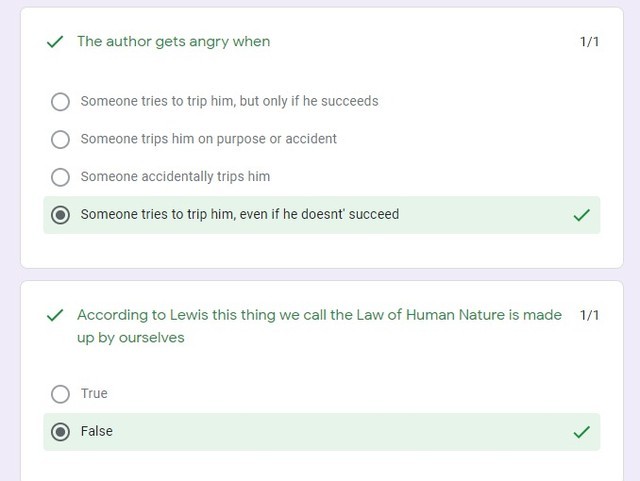 The author gets angry when 1/1
Someone tries to trip him, but only if he succeeds
Someone trips him on purpose or accident
Someone accidentally trips him
Someone tries to trip him, even if he doesnt' succeed
According to Lewis this thing we call the Law of Human Nature is made 1/1
up by ourselves
True
False